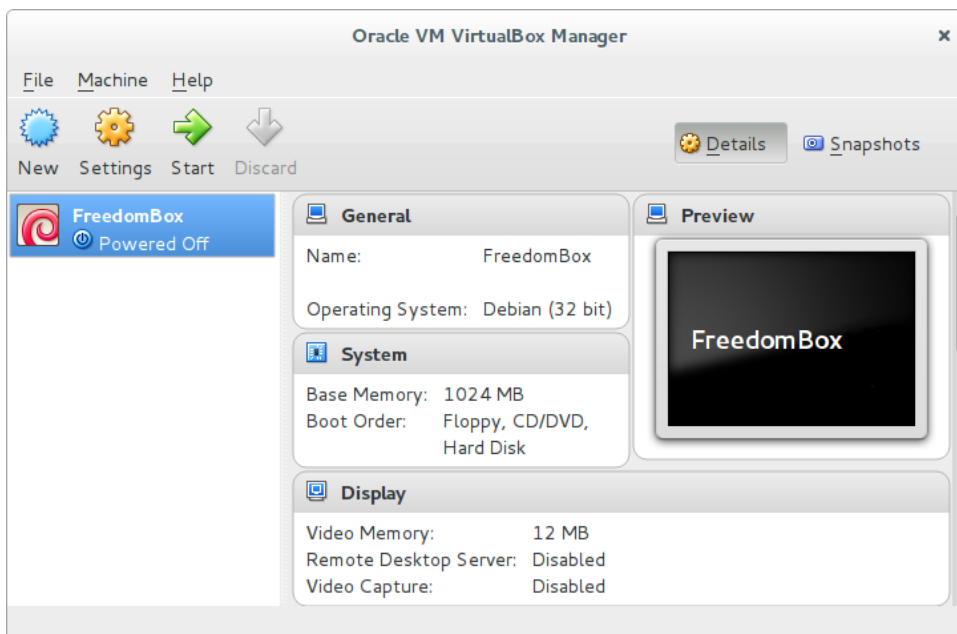 Oracle VM VirtualBox Manager
File Machine Help
New Settings Start Discard
Details Snapshots
FreedomBox
Powered Off
General
Name: FreedomBox
Operating System: Debian (32 bit)
System
Base Memory: 1024 MB
Boot Order: Floppy, CD/DVD,
Hard Disk
Preview
FreedomBox
Display
Video Memory: 12 MB
Remote Desktop Server: Disabled
Video Capture: Disabled